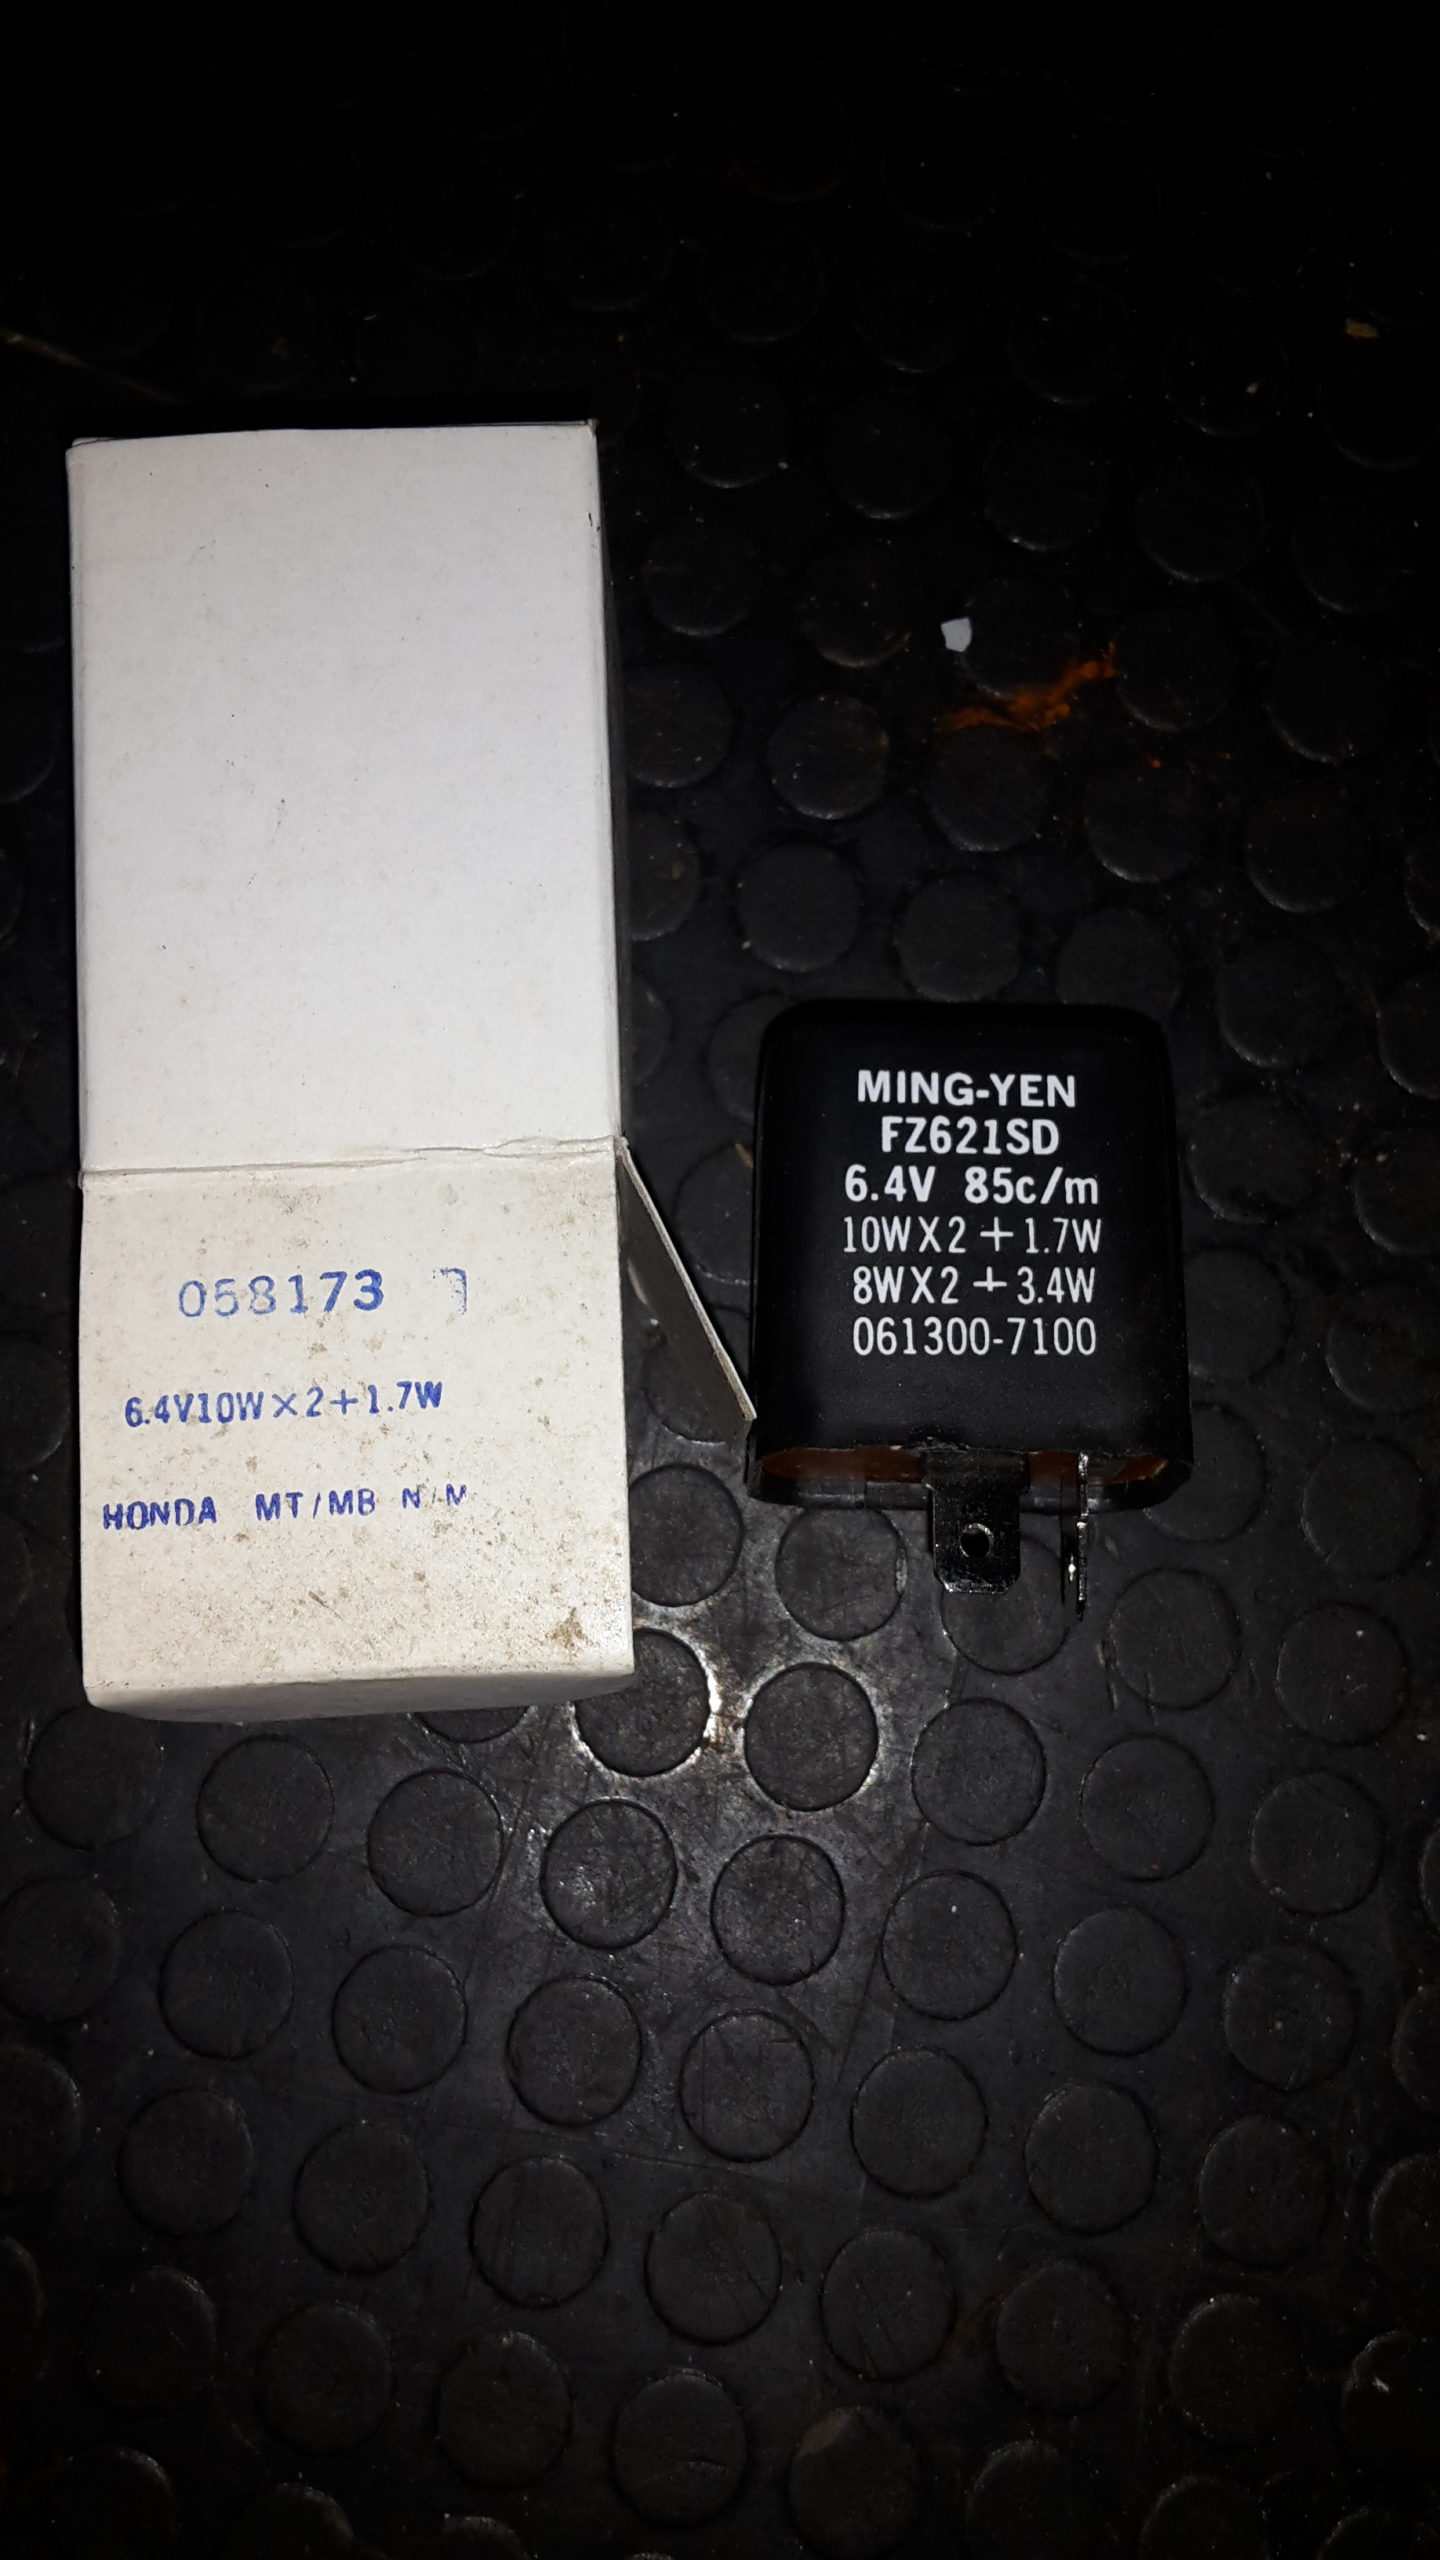 058173
6.4V10W×2+1.7W
HONDA MT/MB
MING-YEN
FZ621SD
6.4V 85c/m
10WX2+1.7W
8WX2+3.4W
061300-7100